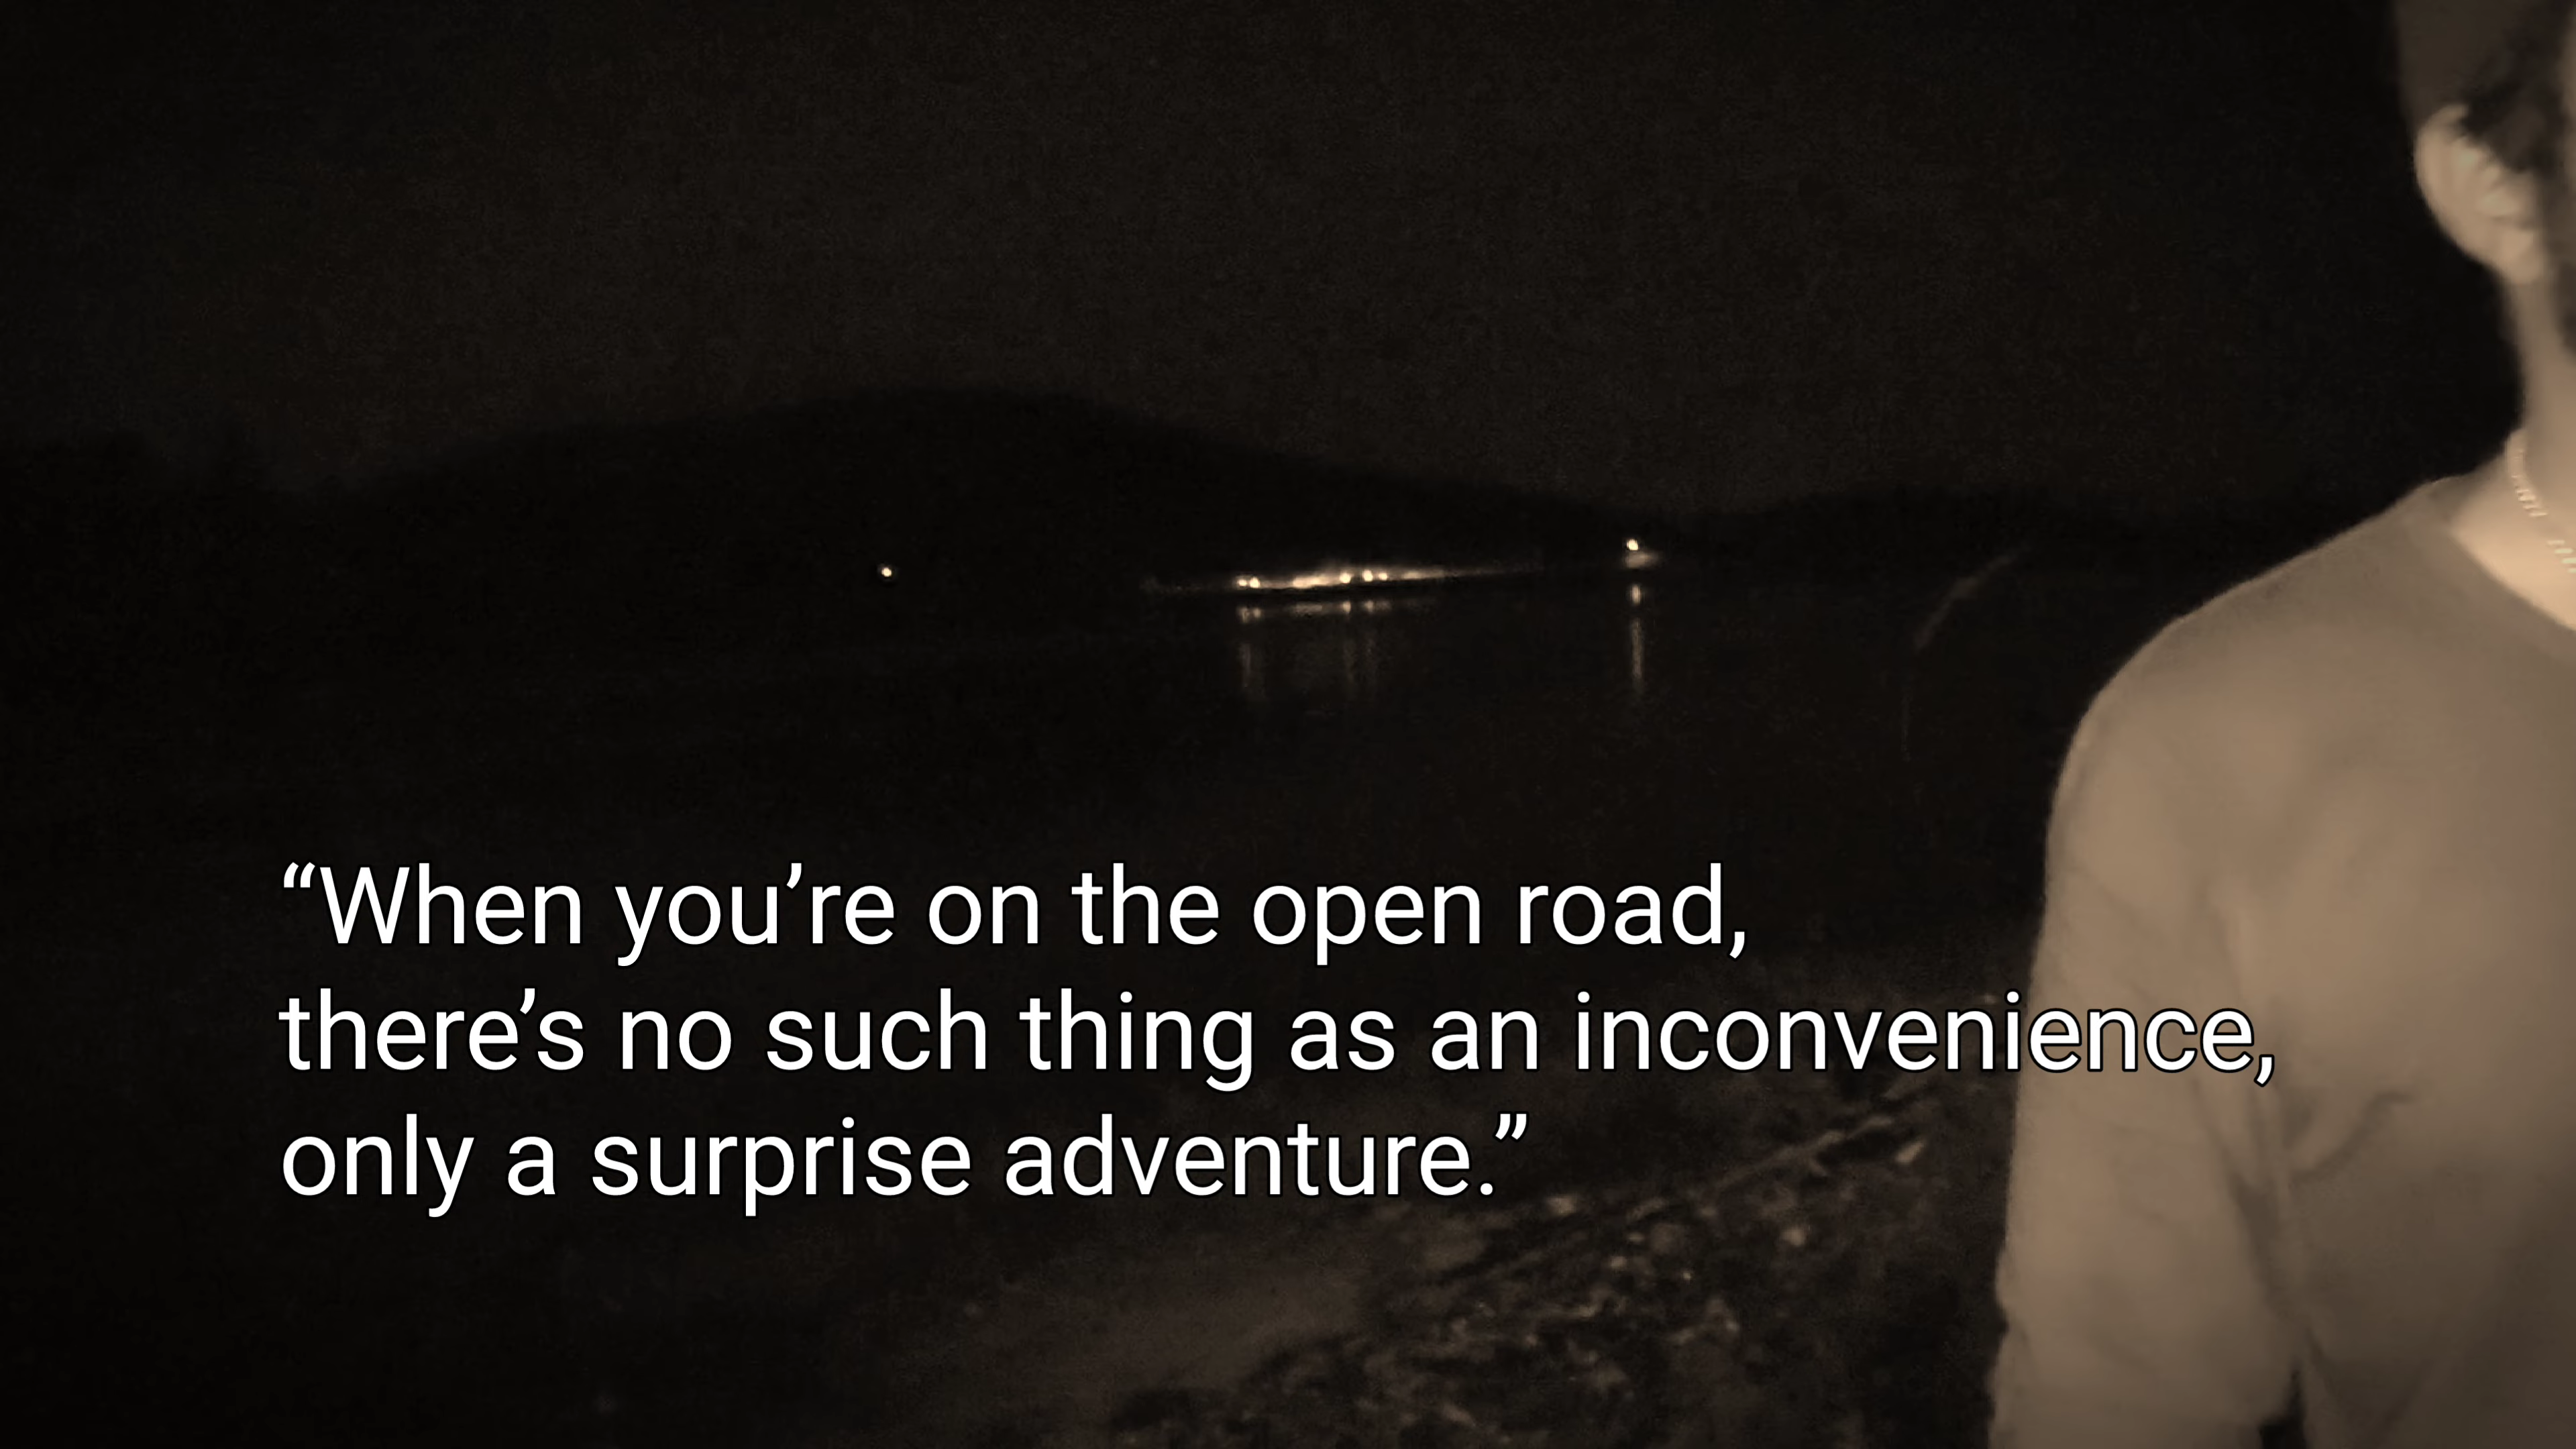 “When you’re on the open road,
there’s no such thing as an inconvenience,
only a surprise adventure.”